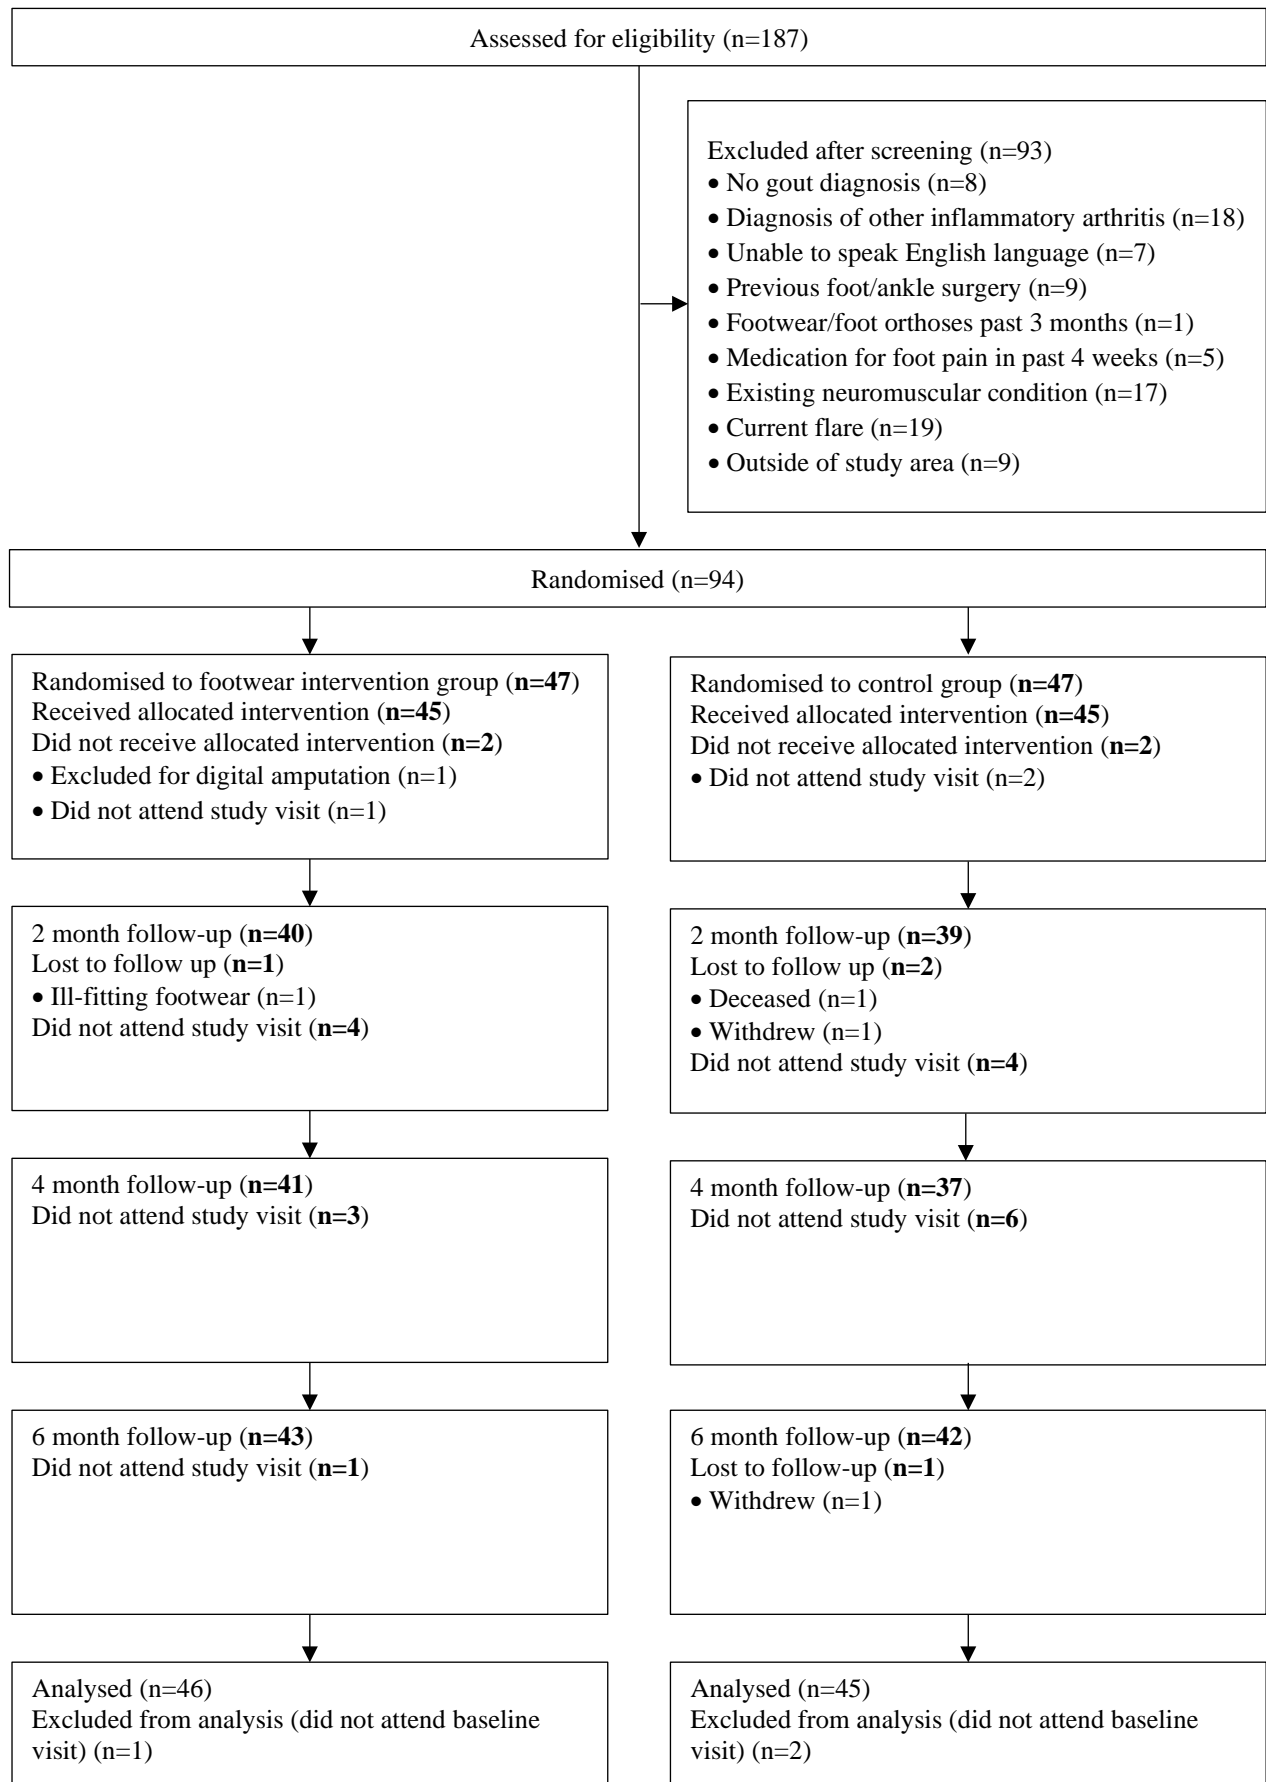 Assessed for eligibility (n=187)
Excluded after screening (n=93)
• No gout diagnosis (n=8)
• Diagnosis of other inflammatory arthritis (n=18)
• Unable to speak English language (n=7)
• Previous foot/ankle surgery (n=9)
• Footwear/foot orthoses past 3 months (n=1)
• Medication for foot pain in past 4 weeks (n=5)
• Existing neuromuscular condition (n=17)
• Current flare (n=19)
• Outside of study area (n=9)
Randomised (n=94)
Randomised to footwear intervention group (n=47)
Received allocated intervention (n=45)
Did not receive allocated intervention (n=2)
• Excluded for digital amputation (n=1)
• Did not attend study visit (n=1)
Randomised to control group (n=47)
Received allocated intervention (n=45)
Did not receive allocated intervention (n=2)
• Did not attend study visit (n=2)
2 month follow-up (n=40)
Lost to follow up (n=1)
• Ill-fitting footwear (n=1)
Did not attend study visit (n=4)
2 month follow-up (n=39)
Lost to follow up (n=2)
• Deceased (n=1)
• Withdrew (n=1)
Did not attend study visit (n=4)
4 month follow-up (n=41)
Did not attend study visit (n=3)
4 month follow-up (n=37)
Did not attend study visit (n=6)
6 month follow-up (n=43)
Did not attend study visit (n=1)
6 month follow-up (n=42)
Lost to follow-up (n=1)
• Withdrew (n=1)
Analysed (n=46)
Excluded from analysis (did not attend baseline
visit) (n=1)
Analysed (n=45)
Excluded from analysis (did not attend baseline
visit) (n=2)